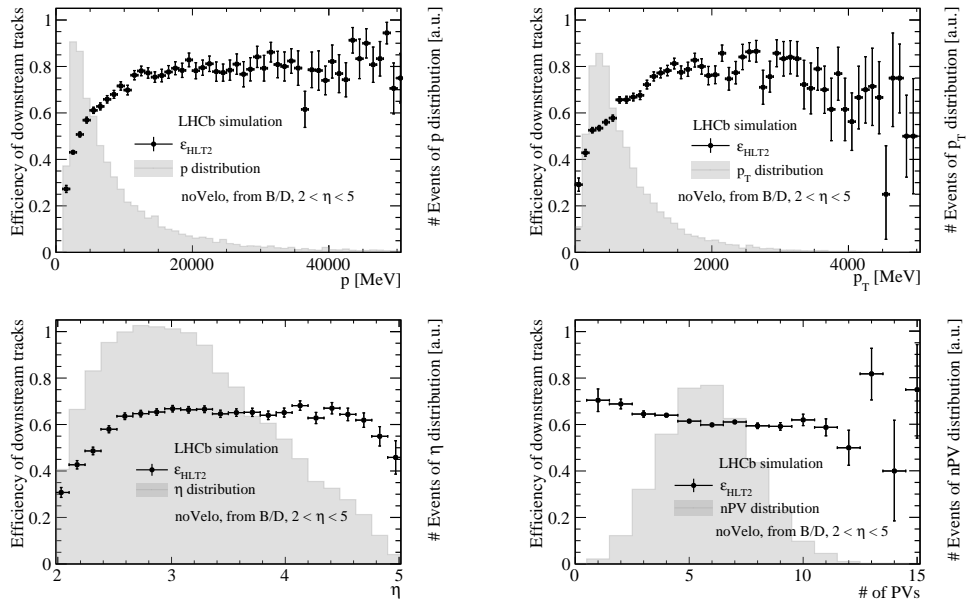 Efficiency of downstream tracks
1
0.8
0.6
0.4
0.2
0
LHCb simulation
ε_HLT2
p distribution
noVelo, from B/D, 2 < η < 5
0 20000 40000
p [MeV]
# Events of p distribution [a.u.]
Efficiency of downstream tracks
1
0.8
0.6
0.4
0.2
0
LHCb simulation
ε_HLT2
p_T distribution
noVelo, from B/D, 2 < η < 5
0 2000 4000
p_T [MeV]
# Events of p_T distribution [a.u.]
Efficiency of downstream tracks
1
0.8
0.6
0.4
0.2
0
LHCb simulation
ε_HLT2
η distribution
noVelo, from B/D, 2 < η < 5
2 3 4 5
η
# Events of η distribution [a.u.]
Efficiency of downstream tracks
1
0.8
0.6
0.4
0.2
0
LHCb simulation
ε_HLT2
nPV distribution
noVelo, from B/D, 2 < η < 5
0 5 10 15
# of PVs
# Events of nPV distribution [a.u.]